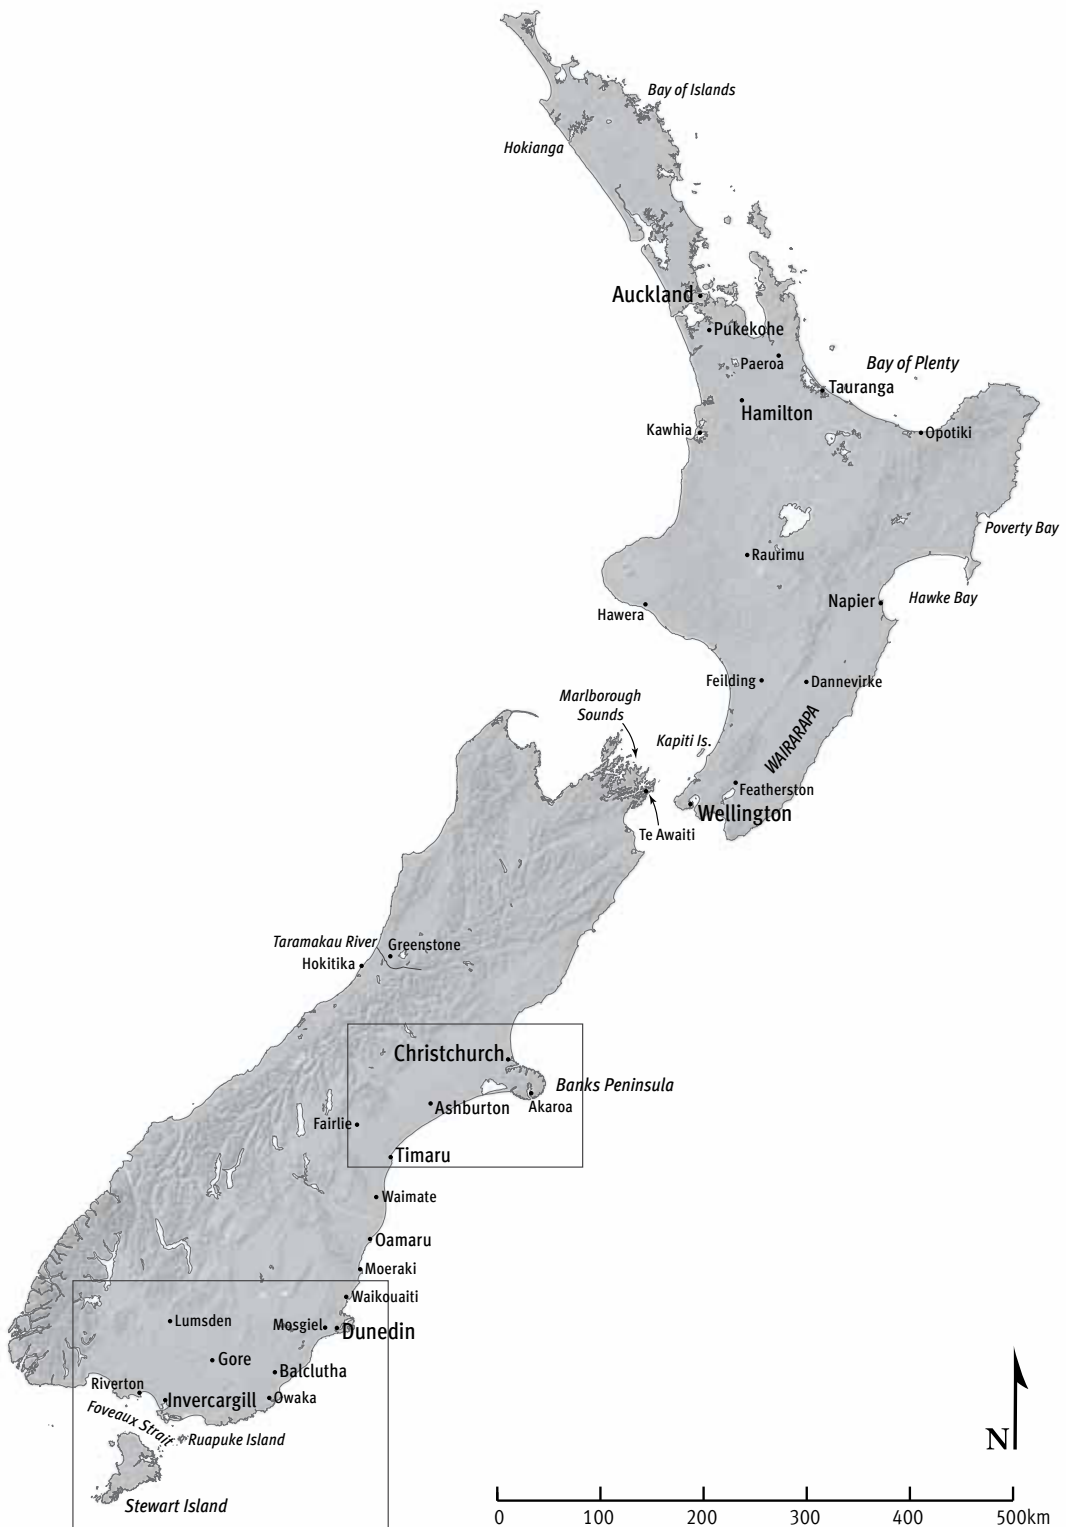 Bay of Islands
Hokianga
Auckland
Pukekohe
Paeroa
Bay of Plenty
Tauranga
Hamilton
Kawhia
Opotiki
Poverty Bay
Raurimu
Napier
Hawke Bay
Hawera
Feilding
Dannevirke
Marlborough
Sounds
Kapiti Is.
WAIRARAPA
Featherston
Wellington
Te Awaiti
Taramakau River
Greenstone
Hokitika
Christchurch
Banks Peninsula
Ashburton
Akaroa
Fairlie
Timaru
Waimate
Oamaru
Moeraki
Waikouaiti
Lumsden
Mosgiel
Dunedin
Gore
Balclutha
Riverton
Invercargill
Owaka
Foveaux Strait
Ruapuke Island
Stewart Island
N
0 100 200 300 400 500km